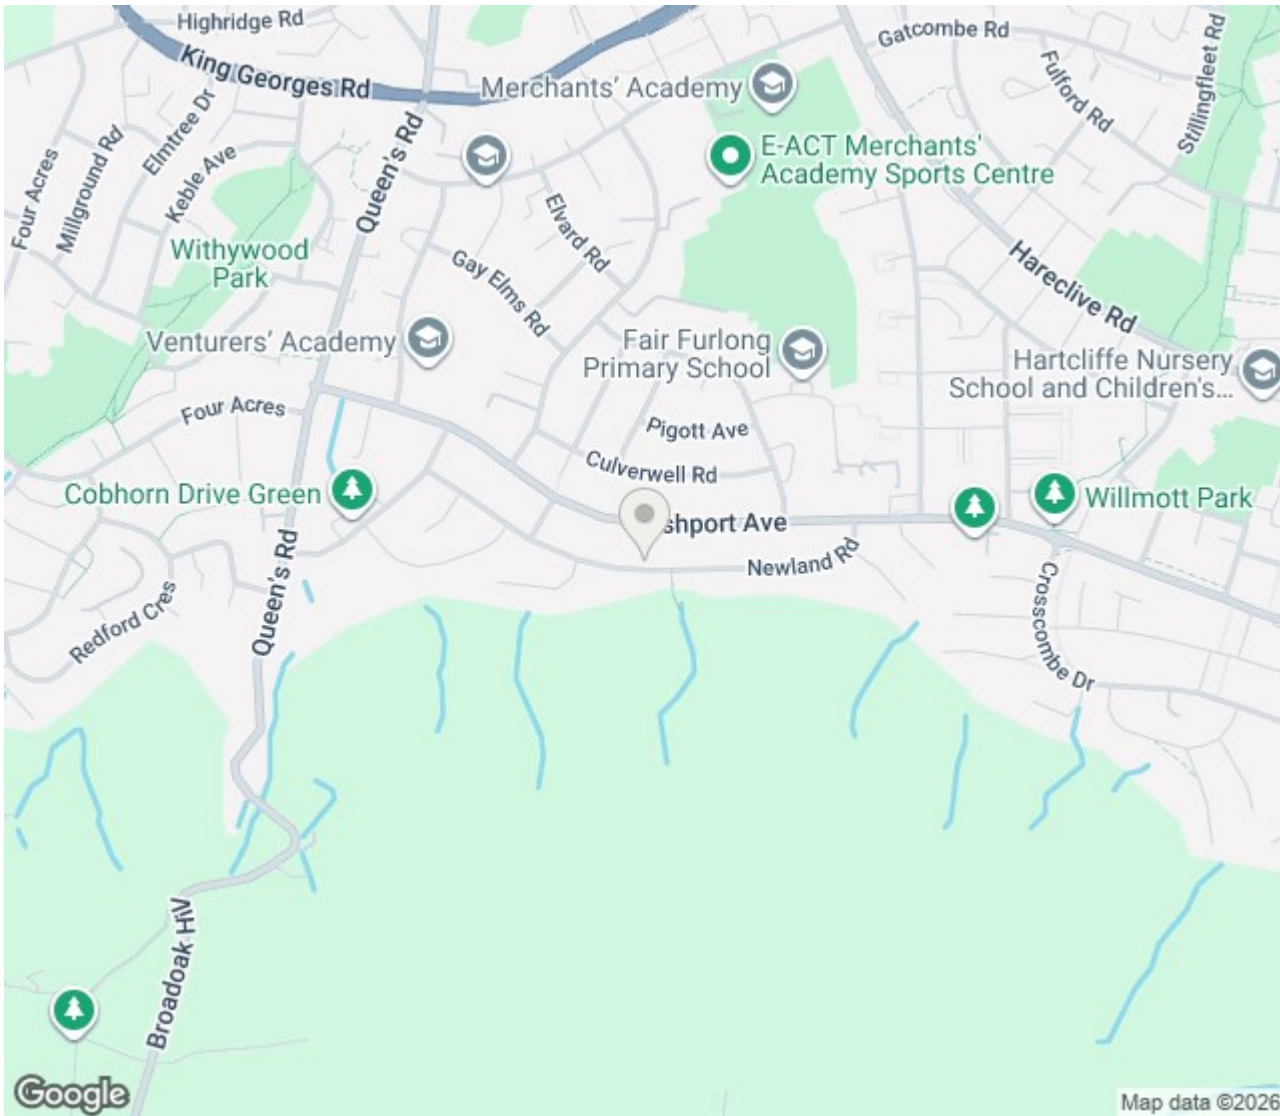 Highridge Rd
King Georges Rd
Gatcombe Rd
Fulford Rd
Stillingfleet Rd
Merchants' Academy
E-ACT Merchants'
Academy Sports Centre
Four Acres
Millground Rd
Elmtree Dr
Keble Ave
Queen's Rd
Elvard Rd
Gay Elms Rd
Withywood
Park
Hareclive Rd
Venturers' Academy
Fair Furlong
Primary School
Hartcliffe Nursery
School and Children's...
Four Acres
Pigott Ave
Culverwell Rd
Cobhorn Drive Green
shport Ave
Willmott Park
Newland Rd
Queen's Rd
Redford Cres
Crosscombe Dr
Broadoak Hil
Google
Map data ©2026